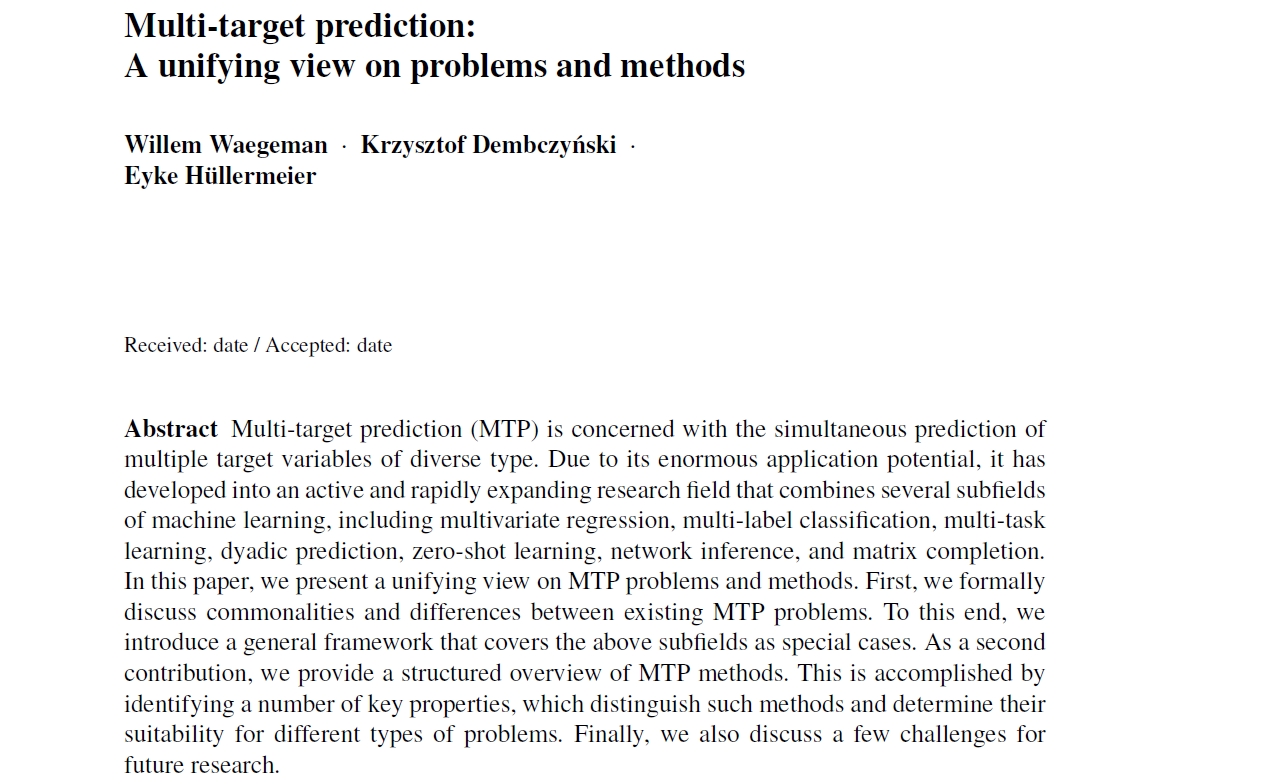 Multi-target prediction:
A unifying view on problems and methods
Willem Waegeman · Krzysztof Dembczyński ·
Eyke Hüllermeier
Received: date / Accepted: date
Abstract Multi-target prediction (MTP) is concerned with the simultaneous prediction of
multiple target variables of diverse type. Due to its enormous application potential, it has
developed into an active and rapidly expanding research field that combines several subfields
of machine learning, including multivariate regression, multi-label classification, multi-task
learning, dyadic prediction, zero-shot learning, network inference, and matrix completion.
In this paper, we present a unifying view on MTP problems and methods. First, we formally
discuss commonalities and differences between existing MTP problems. To this end, we
introduce a general framework that covers the above subfields as special cases. As a second
contribution, we provide a structured overview of MTP methods. This is accomplished by
identifying a number of key properties, which distinguish such methods and determine their
suitability for different types of problems. Finally, we also discuss a few challenges for
future research.